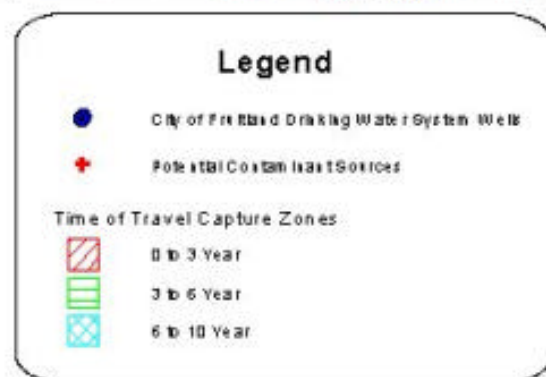 Legend
City of Fruitland Drinking Water System Wells
Potential Contaminant Sources
Time of Travel Capture Zones
0 to 3 Year
3 to 6 Year
6 to 10 Year